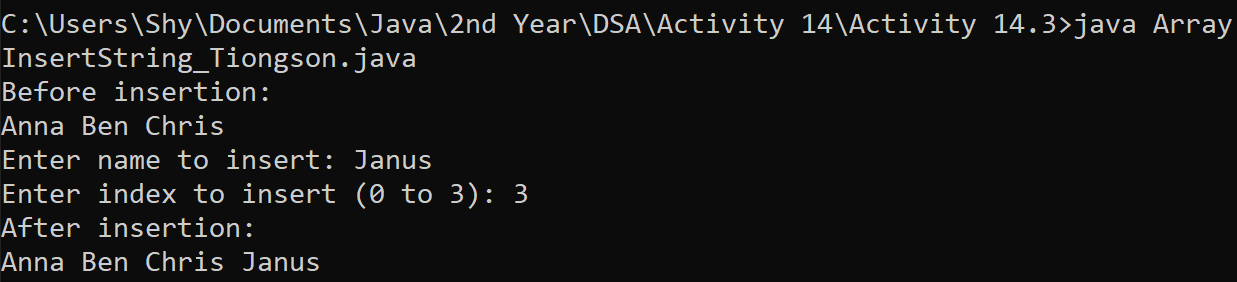 C:\Users\Shy\Documents\Java\2nd Year\DSA\Activity 14\Activity 14.3>java Array
InsertString_Tiongson.java
Before insertion:
Anna Ben Chris
Enter name to insert: Janus
Enter index to insert (0 to 3): 3
After insertion:
Anna Ben Chris Janus